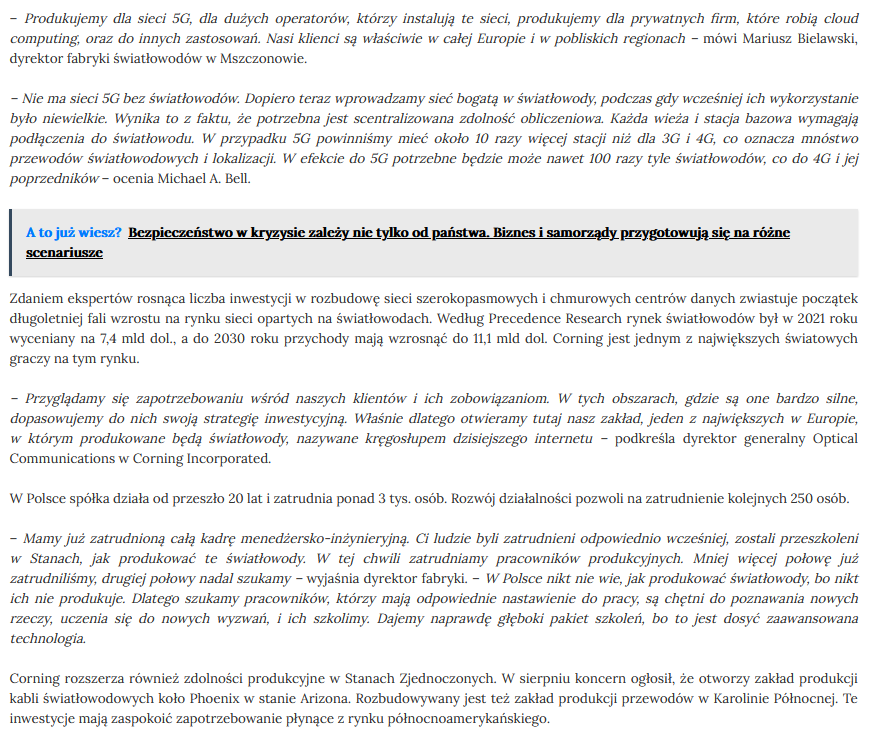 – Produkujemy dla sieci 5G, dla dużych operatorów, którzy instalują te sieci, produkujemy dla prywatnych firm, które robią cloud
computing, oraz do innych zastosowań. Nasi klienci są właściwie w całej Europie i w pobliskich regionach – mówi Mariusz Bielawski,
dyrektor fabryki światłowodów w Mszczonowie.
– Nie ma sieci 5G bez światłowodów. Dopiero teraz wprowadzamy sieć bogatą w światłowody, podczas gdy wcześniej ich wykorzystanie
było niewielkie. Wynika to z faktu, że potrzebna jest scentralizowana zdolność obliczeniowa. Każda wieża i stacja bazowa wymagają
podłączenia do światłowodu. W przypadku 5G powinniśmy mieć około 10 razy więcej stacji niż dla 3G i 4G, co oznacza mnóstwo
przewodów światłowodowych i lokalizacji. W efekcie do 5G potrzebne będzie może nawet 100 razy tyle światłowodów, co do 4G i jej
poprzedników – ocenia Michael A. Bell.
A to już wiesz? Bezpieczeństwo w kryzysie zależy nie tylko od państwa. Biznes i samorządy przygotowują się na różne
scenariusze
Zdaniem ekspertów rosnąca liczba inwestycji w rozbudowę sieci szerokopasmowych i chmurowych centrów danych zwiastuje początek
długoletniej fali wzrostu na rynku sieci opartych na światłowodach. Według Precedence Research rynek światłowodów był w 2021 roku
wyceniany na 7,4 mld dol., a do 2030 roku przychody mają wzrosnąć do 11,1 mld dol. Corning jest jednym z największych światowych
graczy na tym rynku.
– Przyglądamy się zapotrzebowaniu wśród naszych klientów i ich zobowiązaniom. W tych obszarach, gdzie są one bardzo silne,
dopasowujemy do nich swoją strategię inwestycyjną. Właśnie dlatego otwieramy tutaj nasz zakład, jeden z największych w Europie,
w którym produkowane będą światłowody, nazywane kręgosłupem dzisiejszego internetu – podkreśla dyrektor generalny Optical
Communications w Corning Incorporated.
W Polsce spółka działa od przeszło 20 lat i zatrudnia ponad 3 tys. osób. Rozwój działalności pozwoli na zatrudnienie kolejnych 250 osób.
– Mamy już zatrudnioną całą kadrę menedżersko-inżynieryjną. Ci ludzie byli zatrudnieni odpowiednio wcześniej, zostali przeszkoleni
w Stanach, jak produkować te światłowody. W tej chwili zatrudniamy pracowników produkcyjnych. Mniej więcej połowę już
zatrudniliśmy, drugiej połowy nadal szukamy – wyjaśnia dyrektor fabryki. – W Polsce nikt nie wie, jak produkować światłowody, bo nikt
ich nie produkuje. Dlatego szukamy pracowników, którzy mają odpowiednie nastawienie do pracy, są chętni do poznawania nowych
rzeczy, uczenia się do nowych wyzwań, i ich szkolimy. Dajemy naprawdę głęboki pakiet szkoleń, bo to jest dosyć zaawansowana
technologia.
Corning rozszerza również zdolności produkcyjne w Stanach Zjednoczonych. W sierpniu koncern ogłosił, że otworzy zakład produkcji
kabli światłowodowych koło Phoenix w stanie Arizona. Rozbudowywany jest też zakład produkcji przewodów w Karolinie Północnej. Te
inwestycje mają zaspokoić zapotrzebowanie płynące z rynku północnoamerykańskiego.